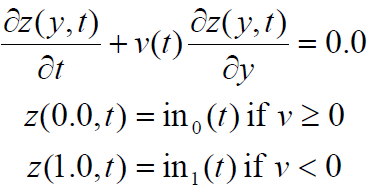 ∂z(y,t)/∂t + v(t) ∂z(y,t)/∂y = 0.0
z(0.0,t) = in₀(t) if v ≥ 0
z(1.0,t) = in₁(t) if v < 0